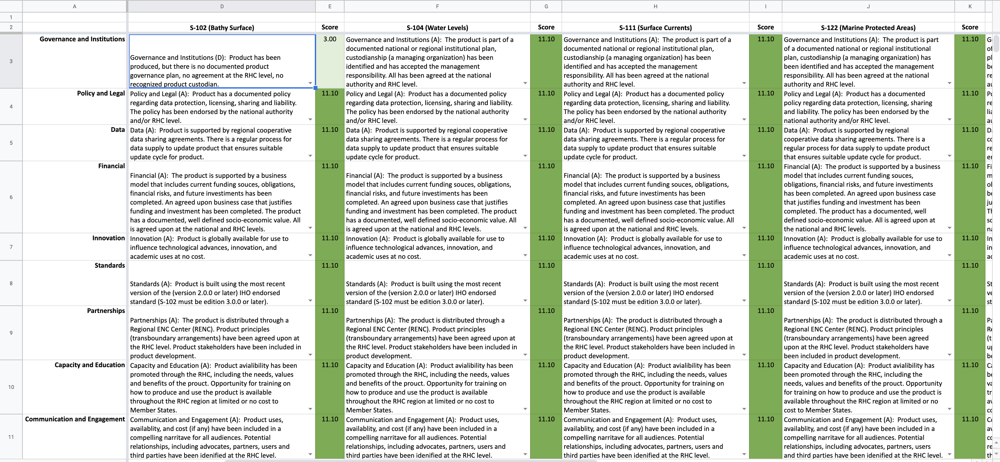 A
D
E
F
G
H
I
J
K
1
2
S-102 (Bathy Surface)
Score
S-104 (Water Levels)
Score
S-111 (Surface Currents)
Score
S-122 (Marine Protected Areas)
Score
3
Governance and Institutions
Governance and Institutions (D): Product has been
produced, but there is no documented product
governance plan, no agreement at the RHC level, no
recognized product custodian.
3.00
Governance and Institutions (A): The product is part of a
documented national or regional institutional plan,
custodianship (a managing organization) has been
identified and has accepted the management
responsibility. All has been agreed at the national
authority and RHC level.
11.10
Governance and Institutions (A): The product is part of a
documented national or regional institutional plan,
custodianship (a managing organization) has been
identified and has accepted the management
responsibility. All has been agreed at the national
authority and RHC level.
11.10
Governance and Institutions (A): The product is part
of a documented national or regional institutional
plan, custodianship (a managing organization) has
been identified and has accepted the management
responsibility. All has been agreed at the national
authority and RHC level.
11.10
4
Policy and Legal
Policy and Legal (A): Product has a documented policy
regarding data protection, licensing, sharing and liability.
The policy has been endorsed by the national authority
and/or RHC level.
11.10
Policy and Legal (A): Product has a documented policy
regarding data protection, licensing, sharing and liability.
The policy has been endorsed by the national authority
and/or RHC level.
11.10
Policy and Legal (A): Product has a documented policy
regarding data protection, licensing, sharing and liability.
The policy has been endorsed by the national authority
and/or RHC level.
11.10
Policy and Legal (A): Product has a documented
policy regarding data protection, licensing, sharing
and liability. The policy has been endorsed by the
national authority and/or RHC level.
11.10
5
Data
Data (A): Product is supported by regional cooperative
data sharing agreements. There is a regular process for
data supply to update product that ensures suitable
update cycle for product.
11.10
Data (A): Product is supported by regional cooperative
data sharing agreements. There is a regular process for
data supply to update product that ensures suitable
update cycle for product.
11.10
Data (A): Product is supported by regional cooperative
data sharing agreements. There is a regular process for
data supply to update product that ensures suitable
update cycle for product.
11.10
Data (A): Product is supported by regional
cooperative data sharing agreements. There is a
regular process for data supply to update product
that ensures suitable update cycle for product.
11.10
6
Financial
Financial (A): The product is supported by a business
model that includes current funding souces, obligations,
financial risks, and future investiments has been
completed. An agreed upon business case that justifies
funding and investment has been completed. The product
has a documented, well defined socio-economic value. All
is agreed upon at the national and RHC levels.
11.10
Financial (A): The product is supported by a business
model that includes current funding souces, obligations,
financial risks, and future investiments has been
completed. An agreed upon business case that justifies
funding and investment has been completed. The product
has a documented, well defined socio-economic value. All
is agreed upon at the national and RHC levels.
11.10
Financial (A): The product is supported by a business
model that includes current funding souces, obligations,
financial risks, and future investiments has been
completed. An agreed upon business case that justifies
funding and investment has been completed. The product
has a documented, well defined socio-economic value. All
is agreed upon at the national and RHC levels.
11.10
Financial (A): The product is supported by a business
model that includes current funding souces,
obligations, financial risks, and future investiments
has been completed. An agreed upon business case
that justifies funding and investment has been
completed. The product has a documented, well
defined socio-economic value. All is agreed upon at
the national and RHC levels.
11.10
7
Innovation
Innovation (A): Product is globally available for use to
influence technological advances, innovation, and
academic uses at no cost.
11.10
Innovation (A): Product is globally available for use to
influence technological advances, innovation, and
academic uses at no cost.
11.10
Innovation (A): Product is globally available for use to
influence technological advances, innovation, and
academic uses at no cost.
11.10
Innovation (A): Product is globally available for use to
influence technological advances, innovation, and
academic uses at no cost.
11.10
8
Standards
Standards (A): Product is built using the most recent
version of the (version 2.0.0 or later) IHO endorsed
standard (S-102 must be edition 3.0.0 or later).
11.10
Standards (A): Product is built using the most recent
version of the (version 2.0.0 or later) IHO endorsed
standard (S-102 must be edition 3.0.0 or later).
11.10
Standards (A): Product is built using the most recent
version of the (version 2.0.0 or later) IHO endorsed
standard (S-102 must be edition 3.0.0 or later).
11.10
Standards (A): Product is built using the most recent
version of the (version 2.0.0 or later) IHO endorsed
standard (S-102 must be edition 3.0.0 or later).
11.10
9
Partnerships
Partnerships (A): The product is distributed through a
Regional ENC Center (RENC). Product principles
(transboundary arrangements) have been agreed upon at
the RHC level. Product stakeholders have been included in
product development.
11.10
Partnerships (A): The product is distributed through a
Regional ENC Center (RENC). Product principles
(transboundary arrangements) have been agreed upon at
the RHC level. Product stakeholders have been included in
product development.
11.10
Partnerships (A): The product is distributed through a
Regional ENC Center (RENC). Product principles
(transboundary arrangements) have been agreed upon at
the RHC level. Product stakeholders have been included in
product development.
11.10
Partnerships (A): The product is distributed through a
Regional ENC Center (RENC). Product principles
(transboundary arrangements) have been agreed
upon at the RHC level. Product stakeholders have
been included in product development.
11.10
10
Capacity and Education
Capacity and Education (A): Product avialibility has been
promoted through the RHC, including the needs, values
and benefits of the prouct. Opportunity for training on
how to produce and use the product is available
throughout the RHC region at limited or no cost to
Member States.
11.10
Capacity and Education (A): Product avialibility has been
promoted through the RHC, including the needs, values
and benefits of the prouct. Opportunity for training on
how to produce and use the product is available
throughout the RHC region at limited or no cost to
Member States.
11.10
Capacity and Education (A): Product avialibility has been
promoted through the RHC, including the needs, values
and benefits of the prouct. Opportunity for training on
how to produce and use the product is available
throughout the RHC region at limited or no cost to
Member States.
11.10
Capacity and Education (A): Product avialibility has
been promoted through the RHC, including the
needs, values and benefits of the prouct. Opportunity
for training on how to produce and use the product is
available throughout the RHC region at limited or no
cost to Member States.
11.10
11
Communication and Engagement
Communication and Engagement (A): Product uses,
availablity, and cost (if any) have been included in a
compelling narritave for all audiences. Potential
relationships, including advocates, partners, users and
third parties have been idenified at the RHC level.
11.10
Communication and Engagement (A): Product uses,
availablity, and cost (if any) have been included in a
compelling narritave for all audiences. Potential
relationships, including advocates, partners, users and
third parties have been idenified at the RHC level.
11.10
Communication and Engagement (A): Product uses,
availablity, and cost (if any) have been included in a
compelling narritave for all audiences. Potential
relationships, including advocates, partners, users and
third parties have been idenified at the RHC level.
11.10
Communication and Engagement (A): Product uses,
availablity, and cost (if any) have been included in a
compelling narritave for all audiences. Potential
relationships, including advocates, partners, users
and third parties have been idenified at the RHC level.
11.10